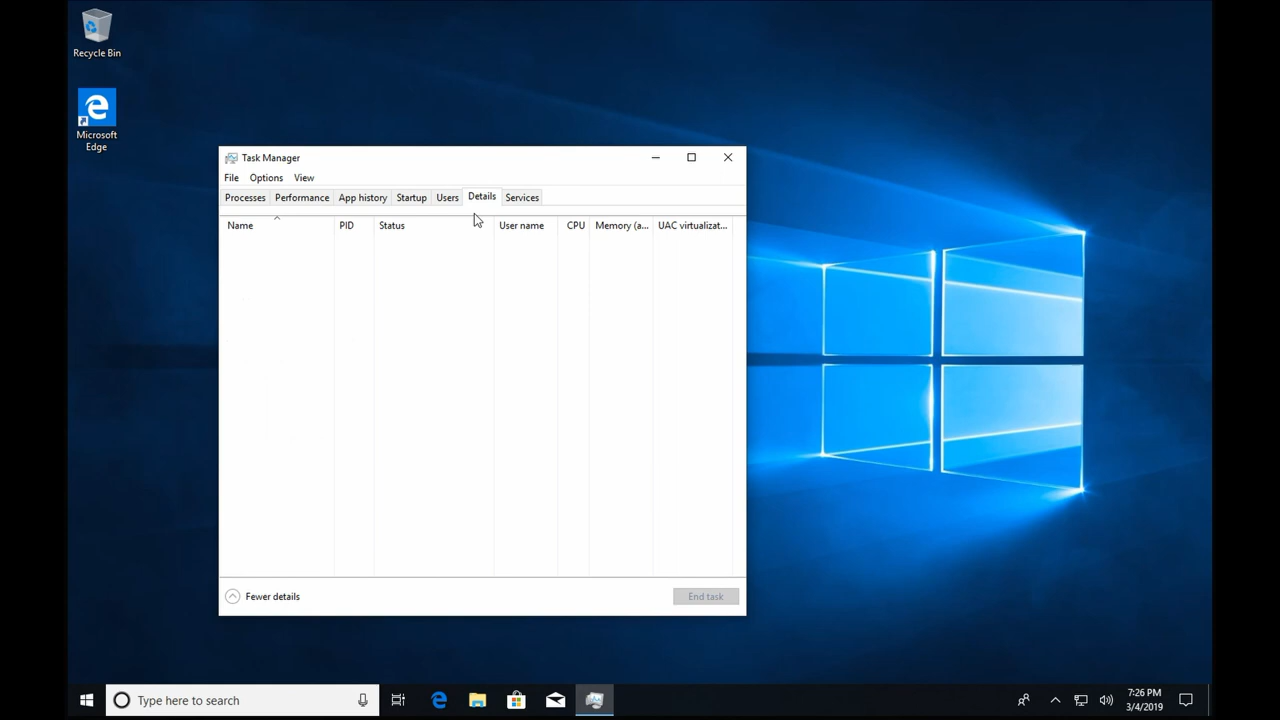 Recycle Bin
Microsoft
Edge
Task Manager
File Options View
Processes Performance App history Startup Users Details Services
Name PID Status User name CPU Memory (a... UAC virtualizat...
Fewer details
End task
Type here to search
7:26 PM
3/4/2019